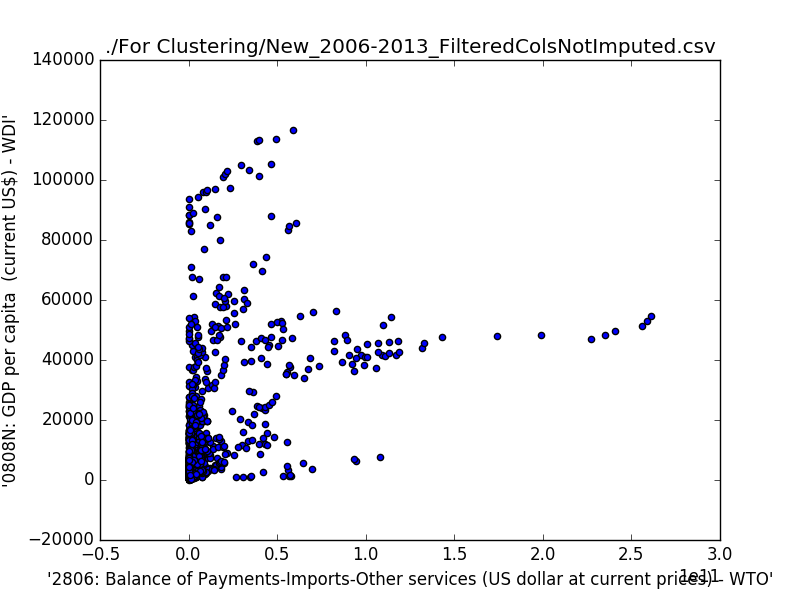 ./For Clustering/New_2006-2013_FilteredColsNotImputed.csv
140000
120000
100000
80000
60000
40000
20000
0
−20000
'0808N: GDP per capita  (current US$) - WDI'
−0.5 0.0 0.5 1.0 1.5 2.0 2.5 3.0
1e11
'2806: Balance of Payments-Imports-Other services (US dollar at current prices) - WTO'